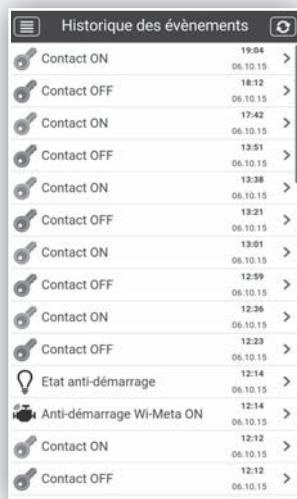 Historique des évènements
Contact ON 19:04
06.10.15
Contact OFF 18:12
06.10.15
Contact ON 17:42
06.10.15
Contact OFF 13:51
06.10.15
Contact ON 13:38
06.10.15
Contact OFF 13:21
06.10.15
Contact ON 13:01
06.10.15
Contact OFF 12:59
06.10.15
Contact ON 12:36
06.10.15
Contact OFF 12:23
06.10.15
Etat anti-démarrage 12:14
06.10.15
Anti-démarrage Wi-Meta ON 12:14
06.10.15
Contact ON 12:12
06.10.15
Contact OFF 12:12
06.10.15